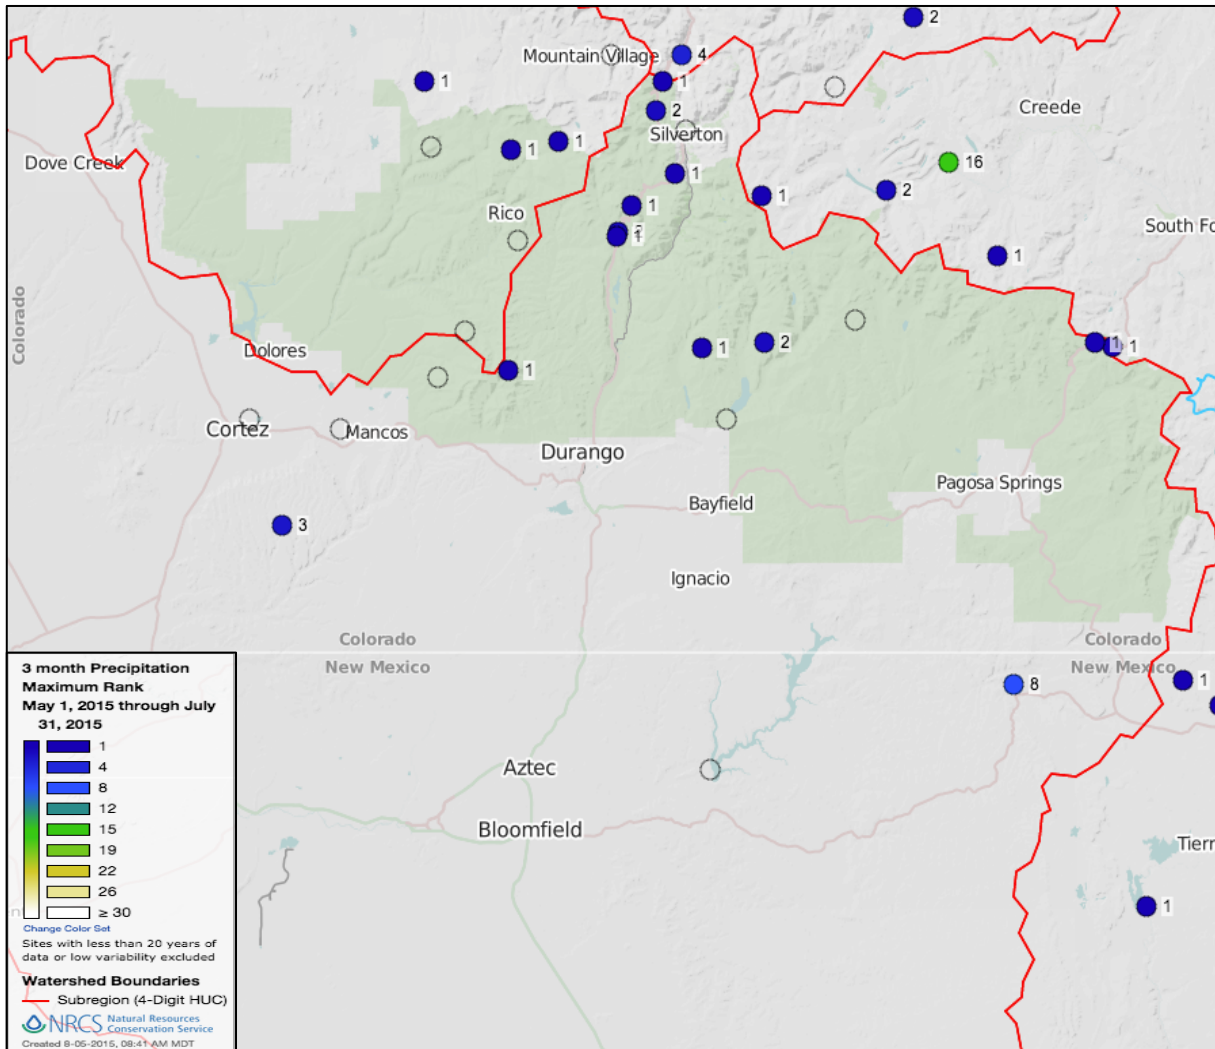 2
Mountain Village
4
1
1
Creede
2
Silverton
Dove Creek
1
1
16
1
2
1
Rico
1
South Fo
1
1
Colorado
1
2
1
1
Dolores
1
Cortez
Mancos
Durango
Pagosa Springs
Bayfield
3
Ignacio
Colorado
Colorado
New Mexico
New Mexico
8
1
Aztec
Bloomfield
Tierr
1
3 month Precipitation
Maximum Rank
May 1, 2015 through July
31, 2015
1
4
8
12
15
19
22
26
≥ 30
Change Color Set
Sites with less than 20 years of
data or low variability excluded
Watershed Boundaries
Subregion (4-Digit HUC)
NRCS Natural Resources
Conservation Service
Created 8-05-2015, 08:41 AM MDT